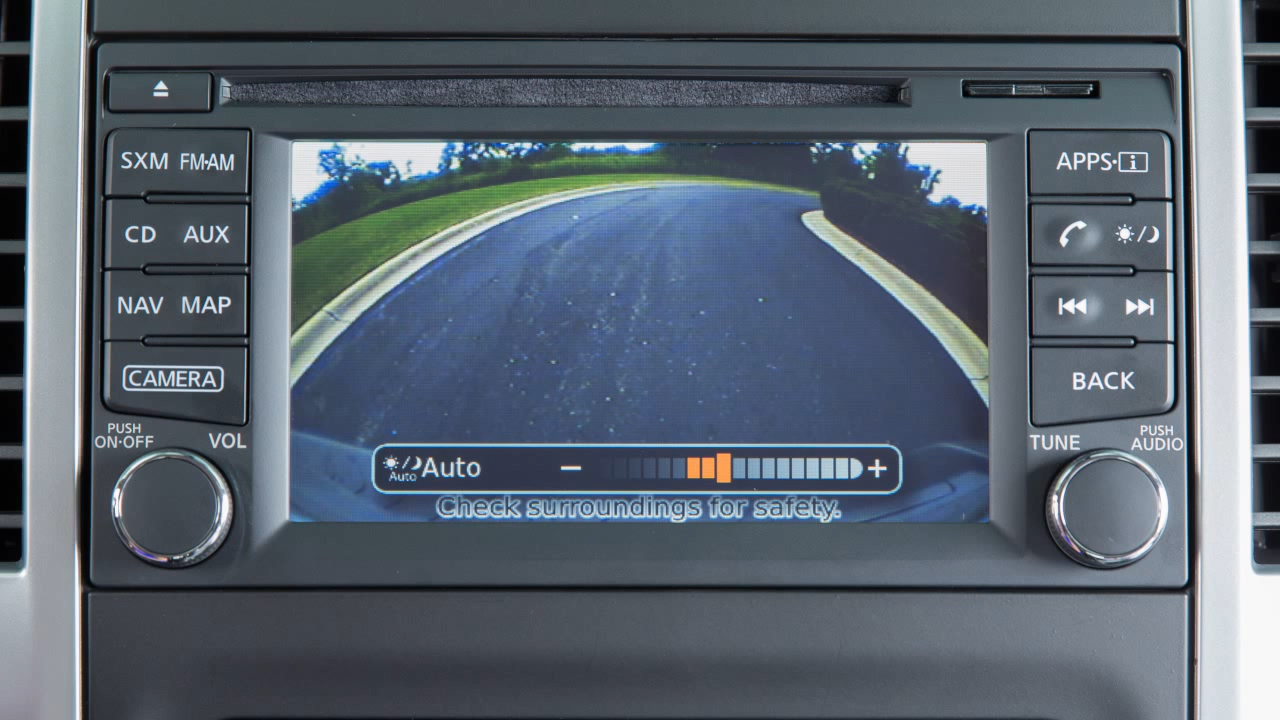 SXM FM·AM
CD AUX
NAV MAP
CAMERA
PUSH
ON·OFF
VOL
Auto
Auto
− +
Check surroundings for safety.
APPS·i
BACK
TUNE
PUSH
AUDIO